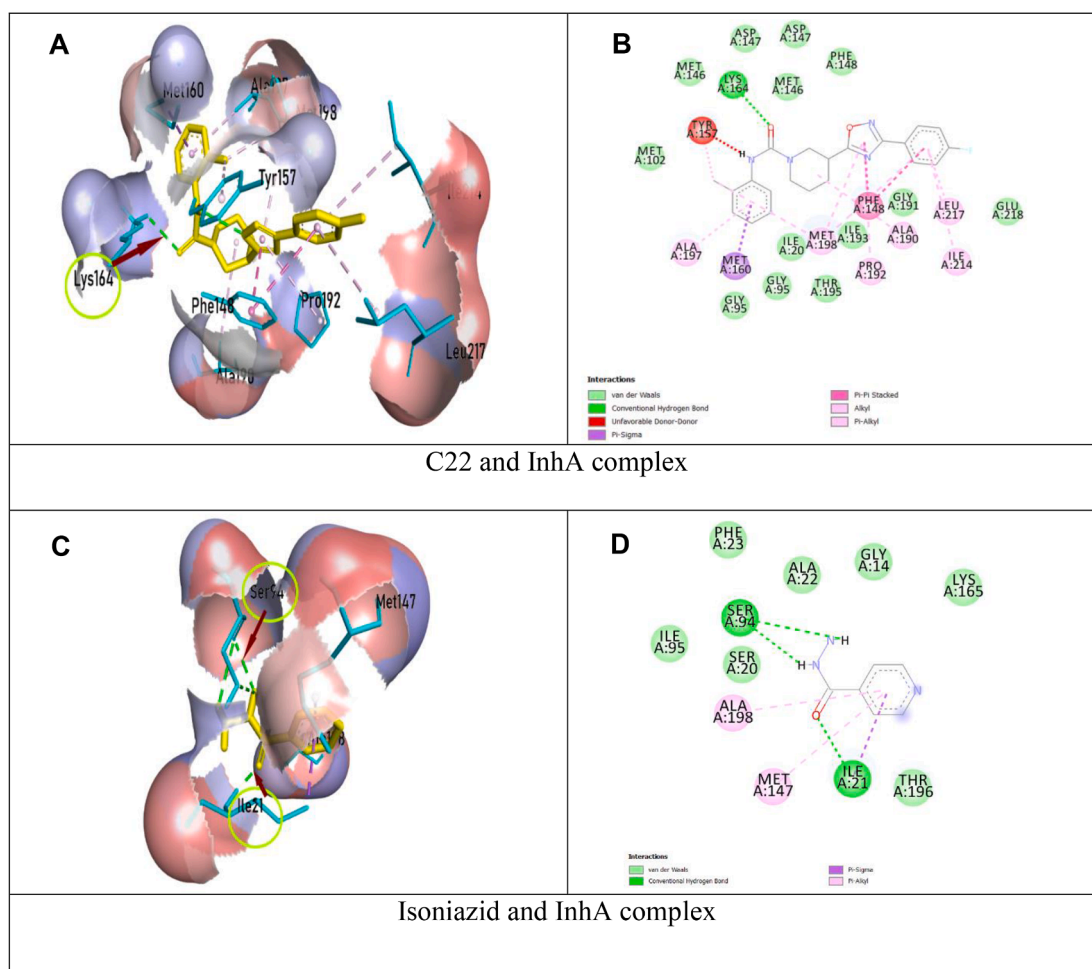 A
Met160
Tyr157
Lys164
Phe148
Pro192
Leu217
Ala190
B
ASP
A:147
ASP
A:147
PHE
A:148
MET
A:146
LYS
A:164
MET
A:146
TYR
A:157
MET
A:102
H
N
O
N
O
N
N
PHE
A:148
GLY
A:191
LEU
A:217
GLU
A:218
ALA
A:197
MET
A:160
ILE
A:20
MET
A:198
ILE
A:193
ALA
A:190
PRO
A:192
ILE
A:214
GLY
A:95
GLY
A:95
THR
A:195
Interactions
van der Waals
Conventional Hydrogen Bond
Unfavorable Donor-Donor
Pi-Sigma
Pi-Pi Stacked
Alkyl
Pi-Alkyl
C22 and InhA complex
C
Ser94
Met147
Ile21
D
PHE
A:23
ALA
A:22
GLY
A:14
LYS
A:165
SER
A:94
ILE
A:95
SER
A:20
N
H
H
N
O
N
ALA
A:198
MET
A:147
ILE
A:21
THR
A:196
Interactions
van der Waals
Conventional Hydrogen Bond
Pi-Sigma
Pi-Alkyl
Isoniazid and InhA complex